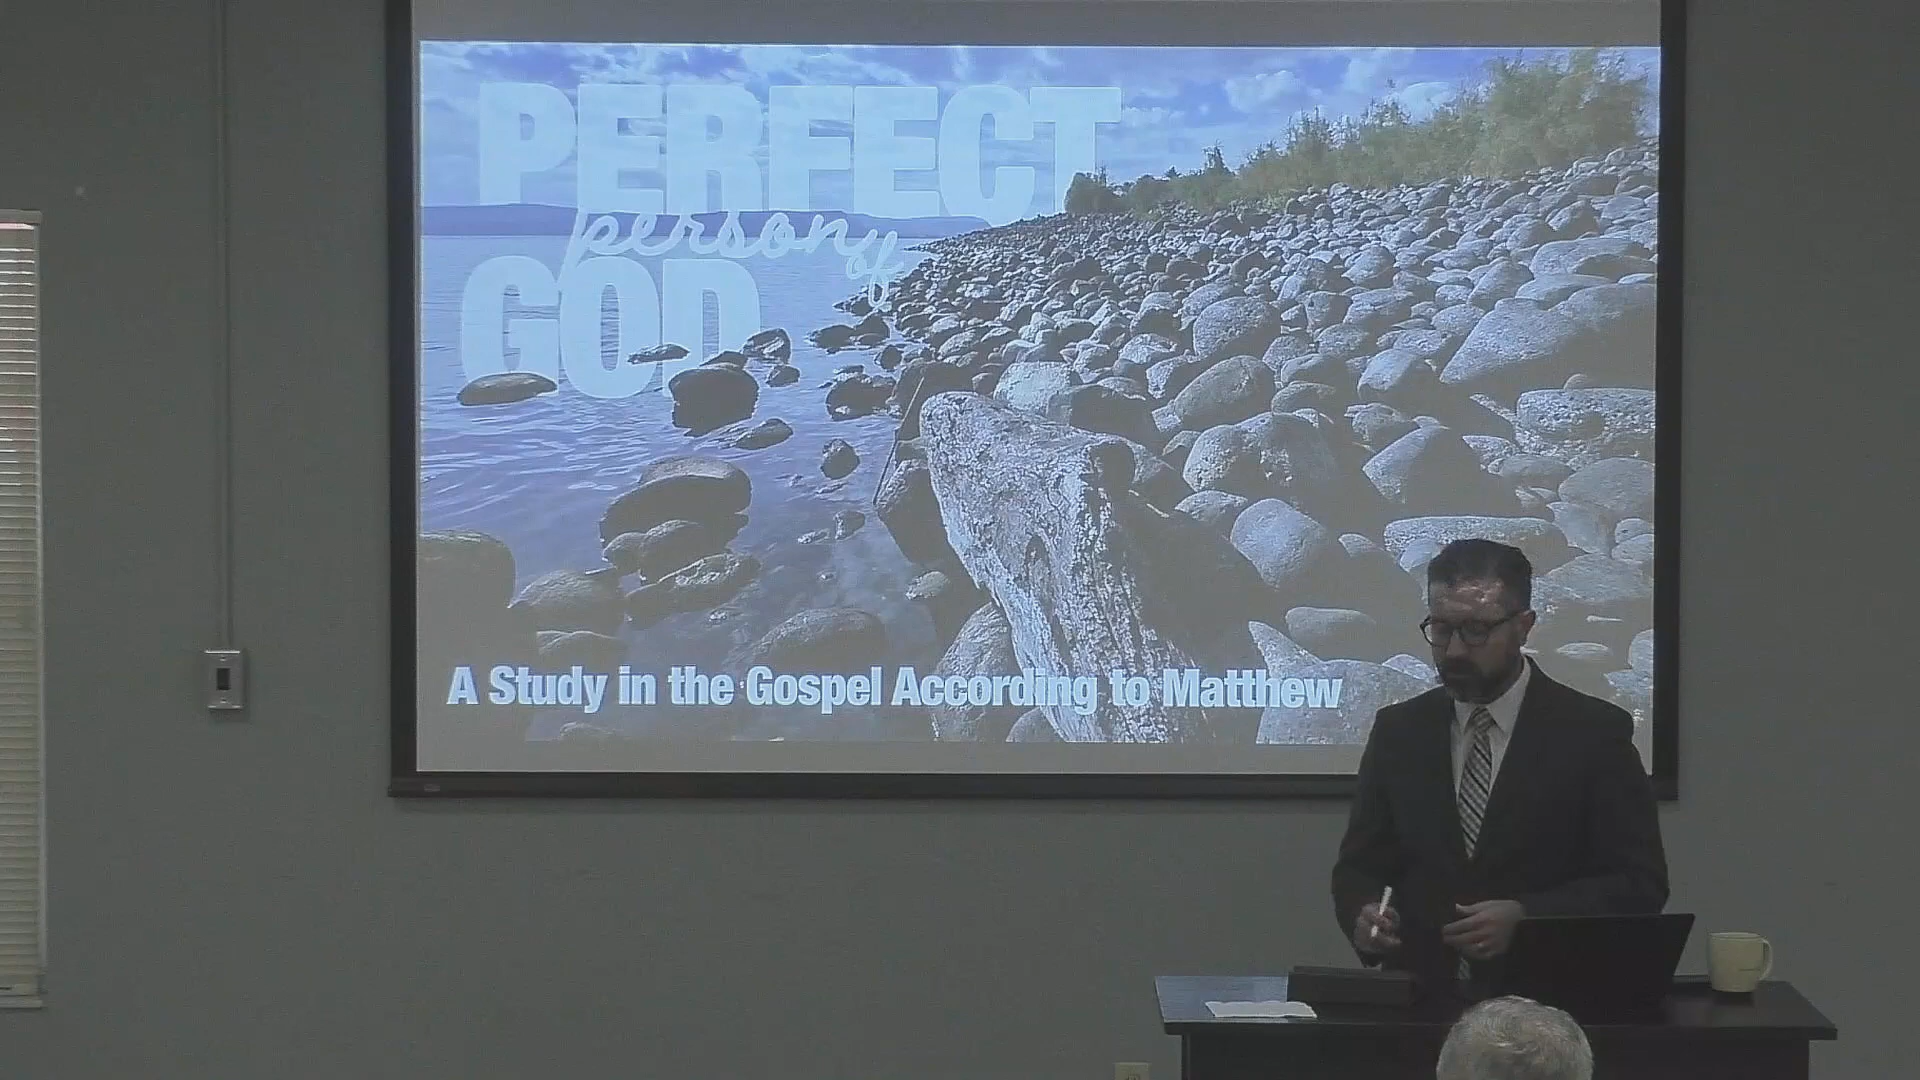 PERFECT
person of
GOD
A Study in the Gospel According to Matthew